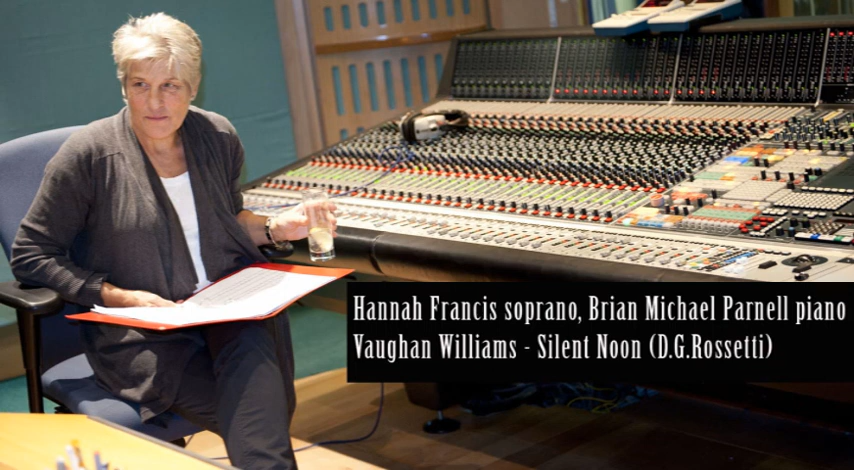 Hannah Francis soprano, Brian Michael Parnell piano
Vaughan Williams - Silent Noon (D.G.Rossetti)